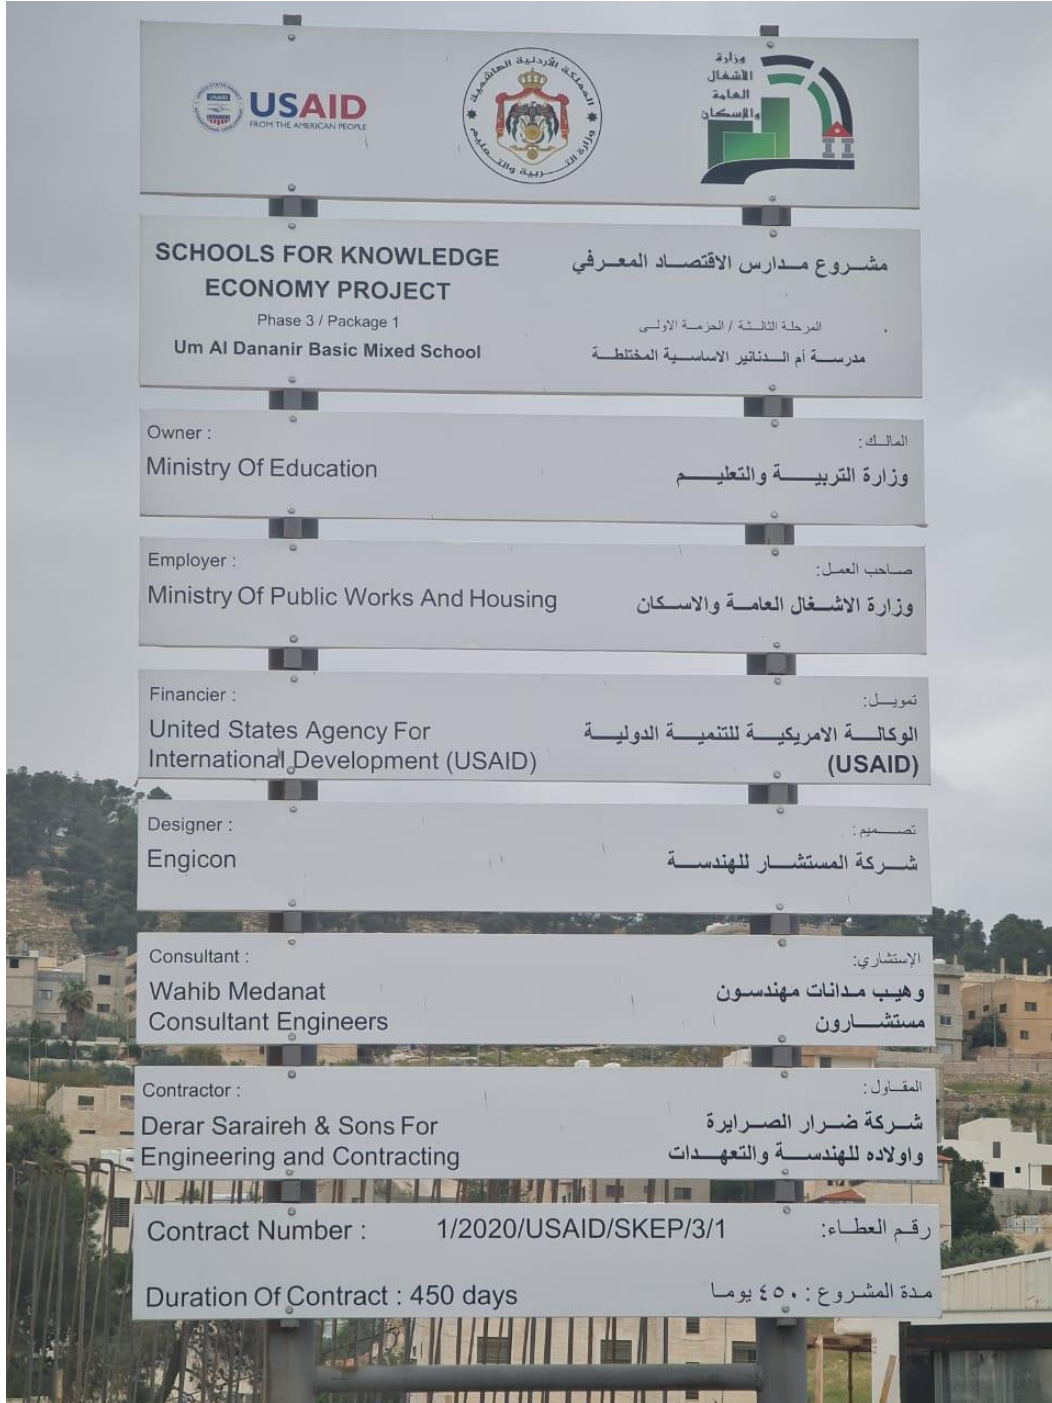 USAID
FROM THE AMERICAN PEOPLE
المملكة الأردنية الهاشمية
وزارة التربية والتعليم
وزارة
الأشغال
العامة
والإسكان
SCHOOLS FOR KNOWLEDGE
ECONOMY PROJECT
Phase 3 / Package 1
Um Al Dananir Basic Mixed School
مشروع مدارس الاقتصاد المعرفي
المرحلة الثالثة / الحزمة الاولى
مدرسة أم الدنانير الاساسية المختلطة
Owner :
Ministry Of Education
المالك:
وزارة التربية والتعليم
Employer :
Ministry Of Public Works And Housing
صاحب العمل:
وزارة الاشغال العامة والاسكان
Financier :
United States Agency For
International Development (USAID)
تمويل:
الوكالة الامريكية للتنمية الدولية
(USAID)
Designer :
Engicon
تصميم:
شركة المستشار للهندسة
Consultant :
Wahib Medanat
Consultant Engineers
الإستشاري:
وهيب مدانات مهندسون
مستشارون
Contractor :
Derar Saraireh & Sons For
Engineering and Contracting
المقاول:
شركة ضرار الصرايرة
واولاده للهندسة والتعهدات
Contract Number : 1/2020/USAID/SKEP/3/1 رقم العطاء:
Duration Of Contract : 450 days
مدة المشروع : ٤٥٠ يوما